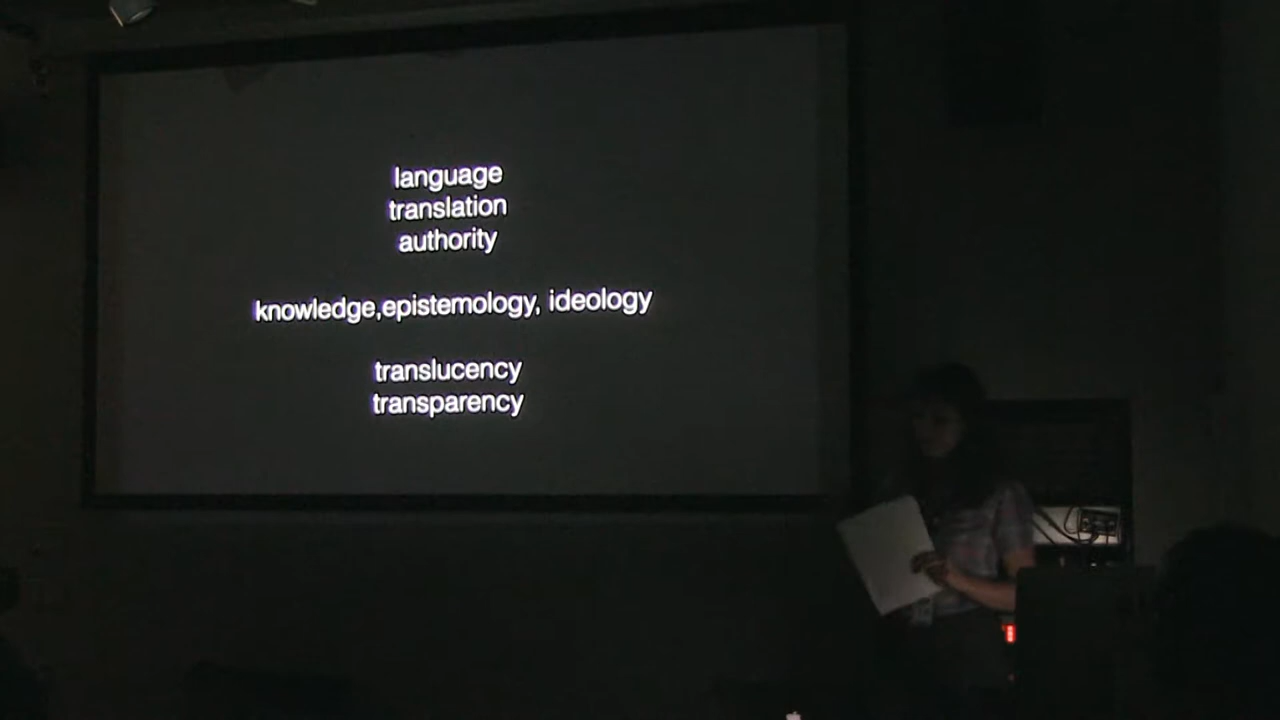 language
translation
authority
knowledge,epistemology, ideology
translucency
transparency